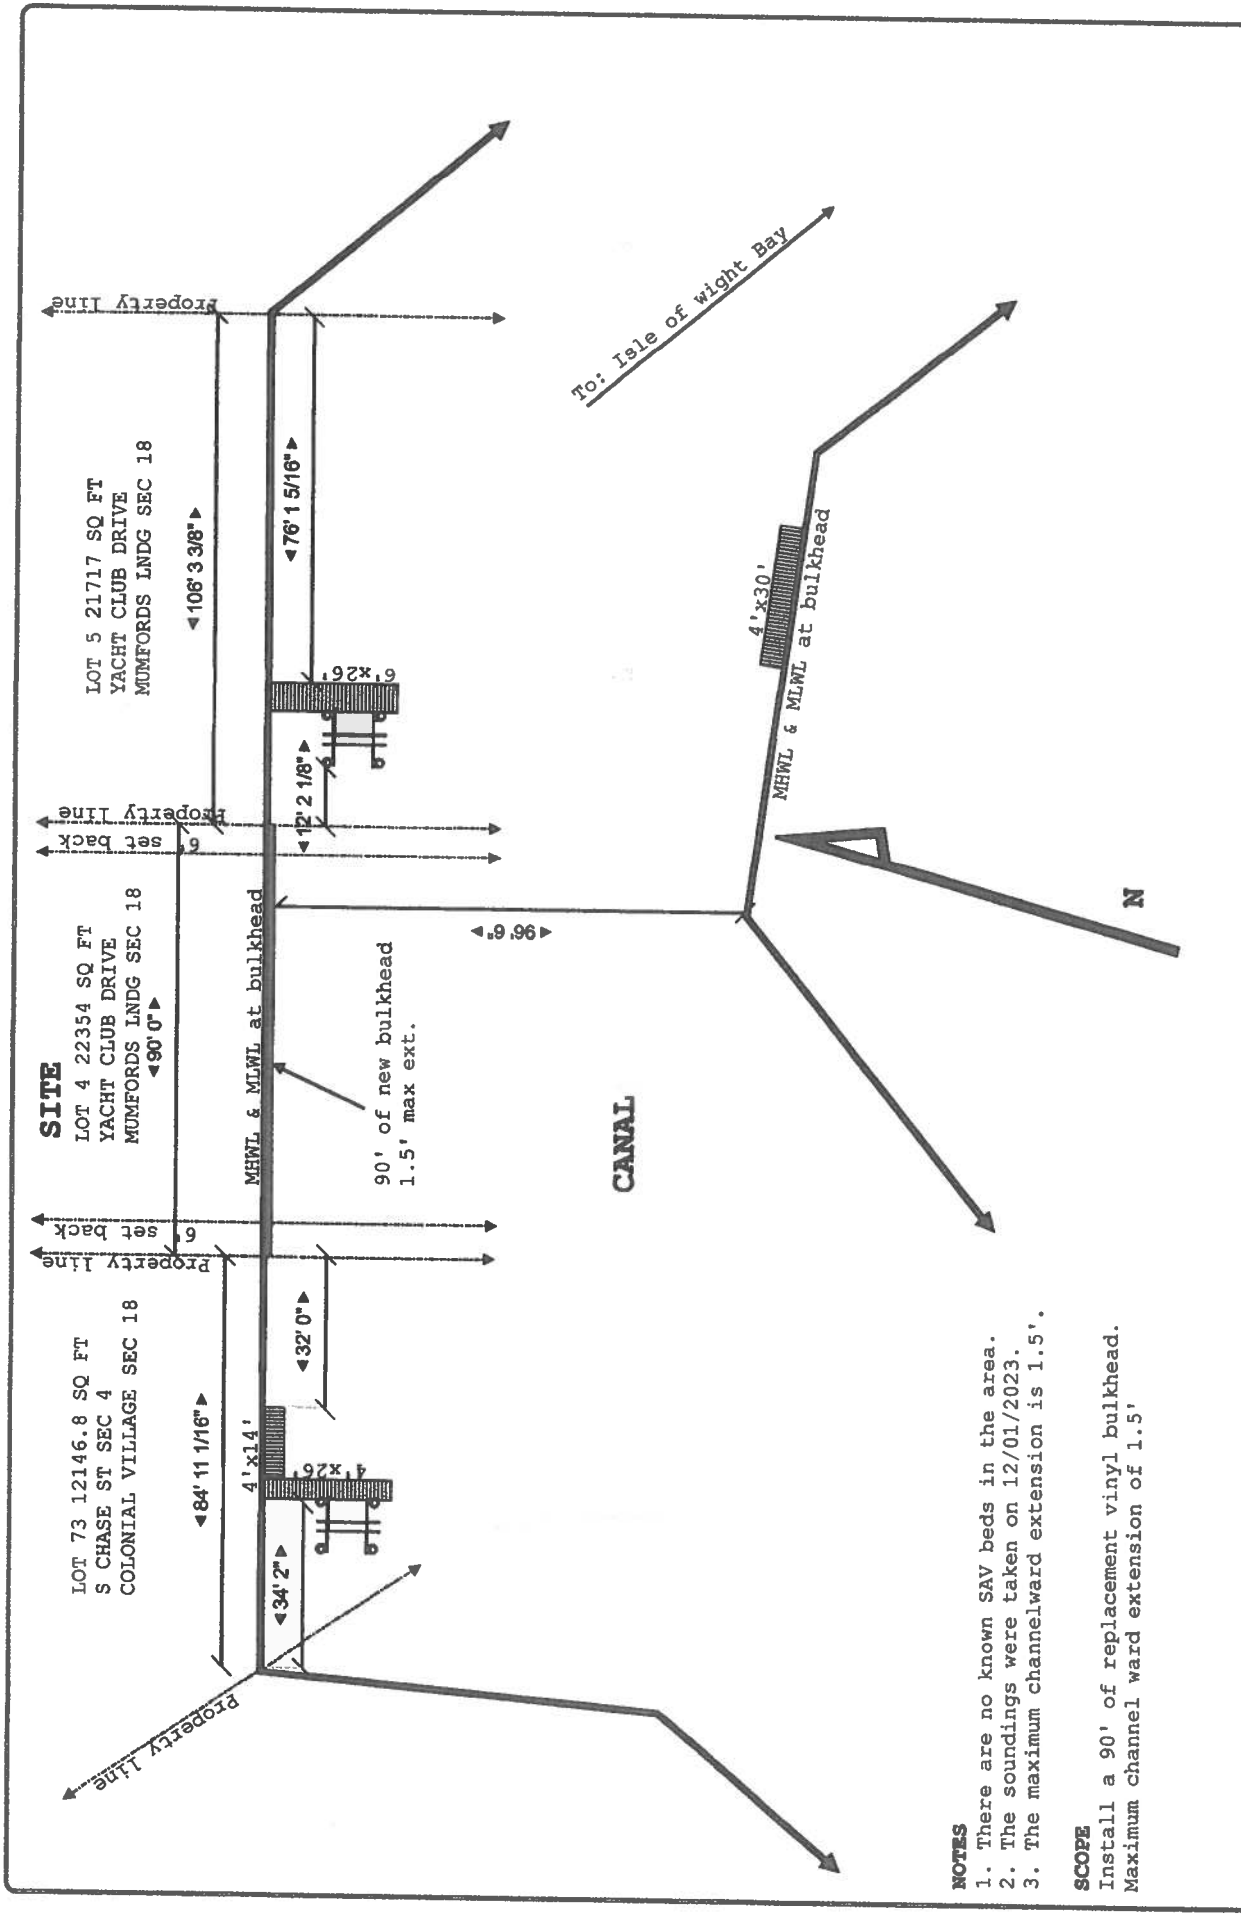 SITE
LOT 73 12146.8 SQ FT
S CHASE ST SEC 4
COLONIAL VILLAGE SEC 18
LOT 4 22354 SQ FT
YACHT CLUB DRIVE
MUMFORDS LNDG SEC 18
LOT 5 21717 SQ FT
YACHT CLUB DRIVE
MUMFORDS LNDG SEC 18
Property line
Property line
6' set back
6' set back
Property line
Property line
84' 11 1/16"
90' 0"
106' 3 3/8"
4'x14'
4'x26'
34' 2"
32' 0"
MHWL & MLWL at bulkhead
12' 2 1/8"
6'x26'
76' 1 5/16"
90' of new bulkhead
1.5' max ext.
96' 6"
CANAL
To: Isle of wight Bay
4'x30'
MHWL & MLWL at bulkhead
N
NOTES
1. There are no known SAV beds in the area.
2. The soundings were taken on 12/01/2023.
3. The maximum channelward extension is 1.5'.
SCOPE
Install a 90' of replacement vinyl bulkhead.
Maximum channel ward extension of 1.5'